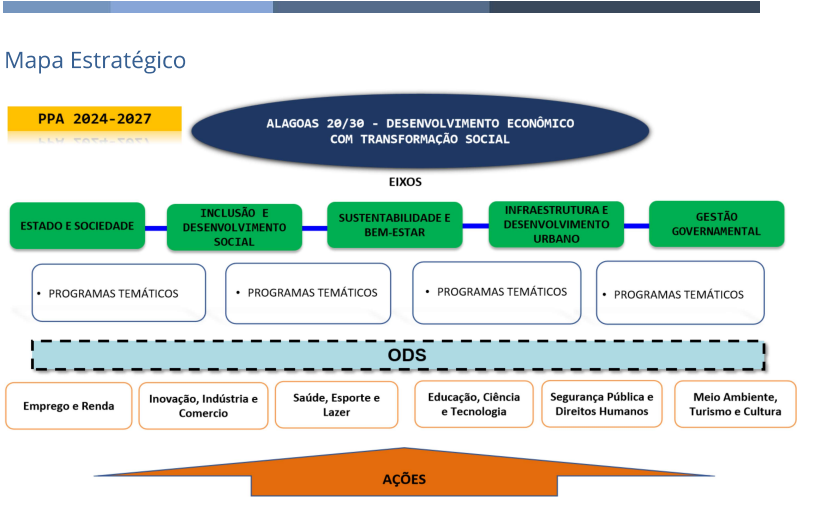 Mapa Estratégico
PPA 2024-2027
ALAGOAS 20/30 - DESENVOLVIMENTO ECONÔMICO
COM TRANSFORMAÇÃO SOCIAL
EIXOS
ESTADO E SOCIEDADE
INCLUSÃO E
DESENVOLVIMENTO
SOCIAL
SUSTENTABILIDADE E
BEM-ESTAR
INFRAESTRUTURA E
DESENVOLVIMENTO
URBANO
GESTÃO
GOVERNAMENTAL
• PROGRAMAS TEMÁTICOS
• PROGRAMAS TEMÁTICOS
• PROGRAMAS TEMÁTICOS
• PROGRAMAS TEMÁTICOS
ODS
Emprego e Renda
Inovação, Indústria e
Comercio
Saúde, Esporte e
Lazer
Educação, Ciência
e Tecnologia
Segurança Pública e
Direitos Humanos
Meio Ambiente,
Turismo e Cultura
AÇÕES